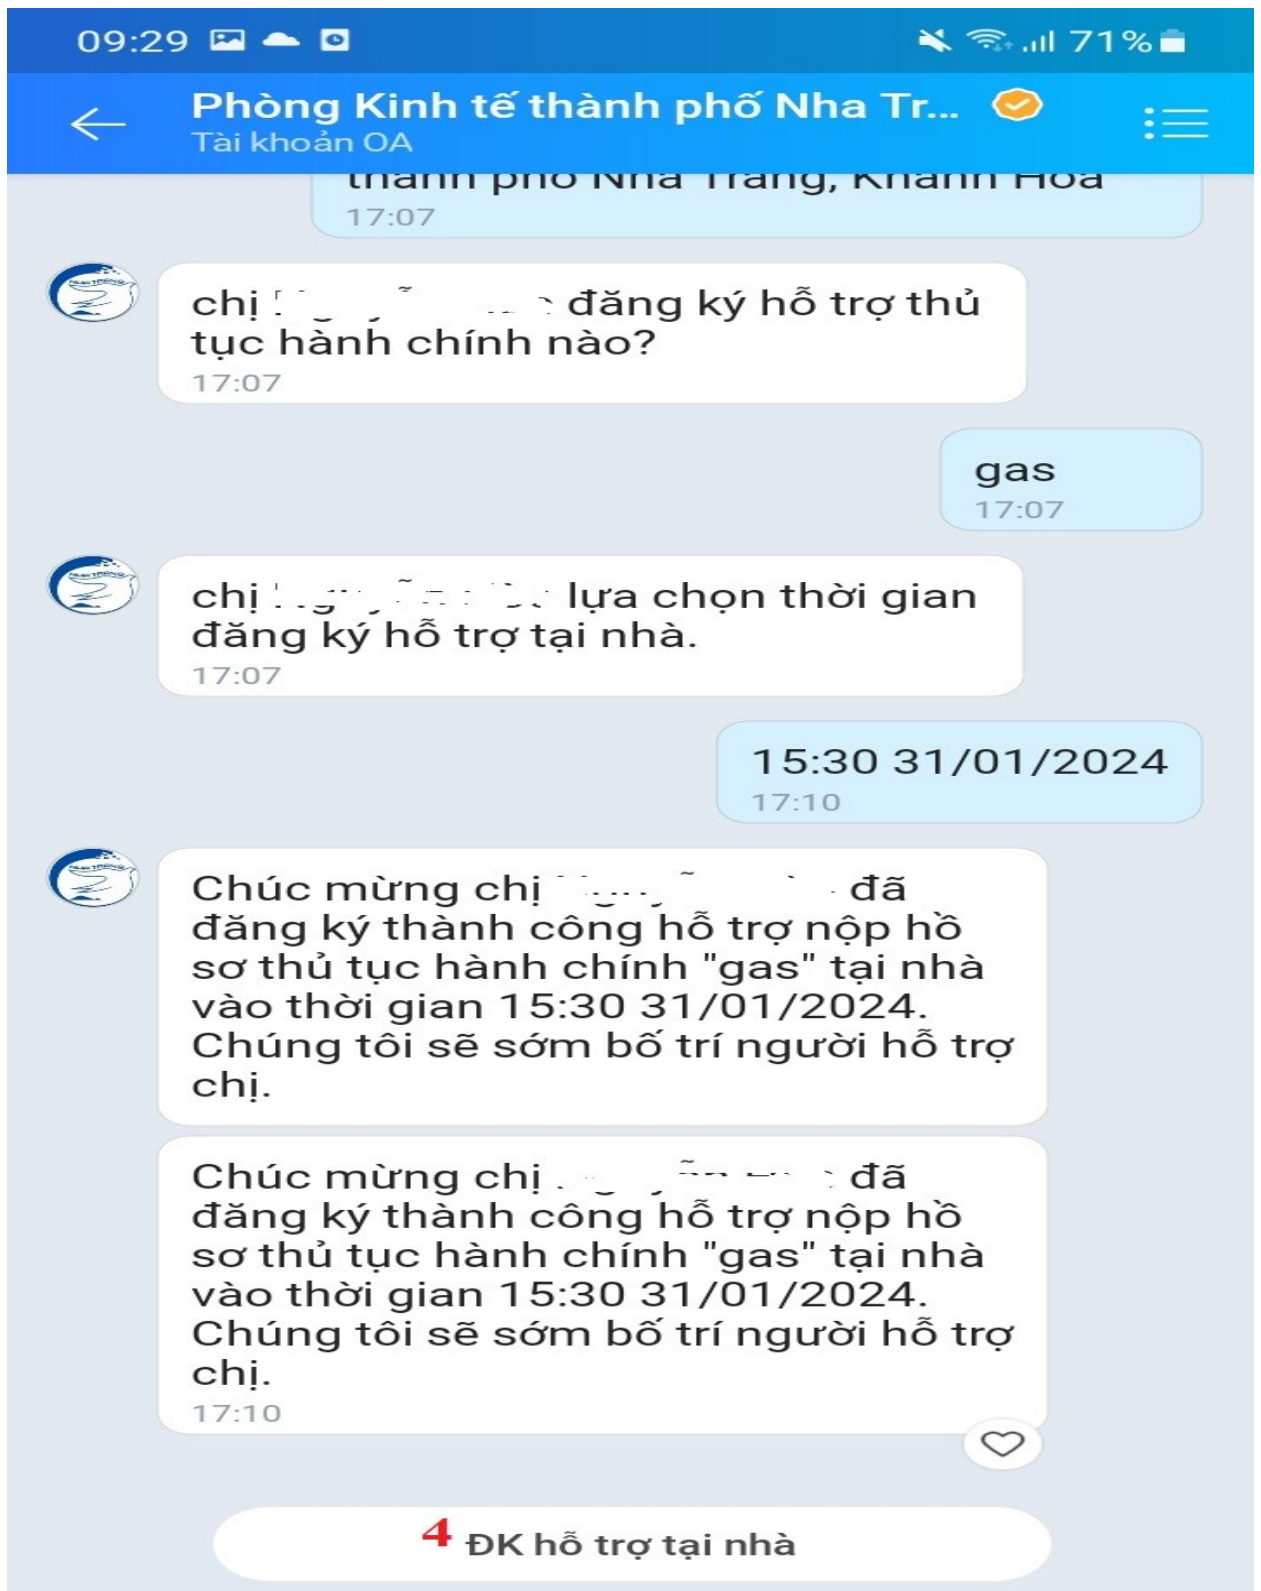 09:29
71%
Phòng Kinh tế thành phố Nha Tr...
Tài khoản OA
thành phố Nha Trang, Khánh Hòa
17:07
chị đăng ký hỗ trợ thủ
tục hành chính nào?
17:07
gas
17:07
chị lựa chọn thời gian
đăng ký hỗ trợ tại nhà.
17:07
15:30 31/01/2024
17:10
Chúc mừng chị đã
đăng ký thành công hỗ trợ nộp hồ
sơ thủ tục hành chính "gas" tại nhà
vào thời gian 15:30 31/01/2024.
Chúng tôi sẽ sớm bố trí người hỗ trợ
chị.
Chúc mừng chị đã
đăng ký thành công hỗ trợ nộp hồ
sơ thủ tục hành chính "gas" tại nhà
vào thời gian 15:30 31/01/2024.
Chúng tôi sẽ sớm bố trí người hỗ trợ
chị.
17:10
4 ĐK hỗ trợ tại nhà